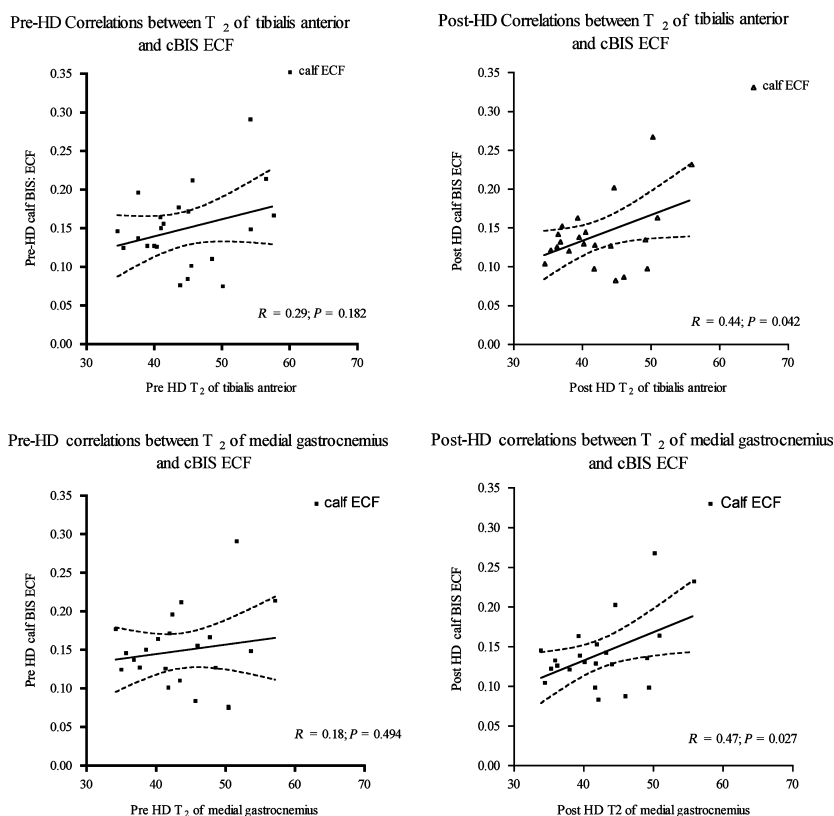 Pre-HD Correlations between T 2 of tibialis anterior
and cBIS ECF
0.35
0.30
0.25
0.20
0.15
0.10
0.05
0.00
Pre-HD calf BIS: ECF
calf ECF
R = 0.29; P = 0.182
30 40 50 60 70
Pre HD T 2 of tibialis antreior
Post-HD Correlations between T 2 of tibialis anterior
and cBIS ECF
0.35
0.30
0.25
0.20
0.15
0.10
0.05
0.00
Post HD calf BIS ECF
calf ECF
R = 0.44; P = 0.042
30 40 50 60 70
Post HD T 2 of tibialis antreior
Pre-HD correlations between T 2 of medial gastrocnemius
and cBIS ECF
0.35
0.30
0.25
0.20
0.15
0.10
0.05
0.00
Pre HD calf BIS ECF
calf ECF
R = 0.18; P = 0.494
30 40 50 60 70
Pre HD T 2 of medial gastrocnemius
Post-HD correlations between T 2 of medial gastrocnemius
and cBIS ECF
0.35
0.30
0.25
0.20
0.15
0.10
0.05
0.00
Post HD calf BIS ECF
Calf ECF
R = 0.47; P = 0.027
30 40 50 60 70
Post HD T2 of medial gastrocnemius